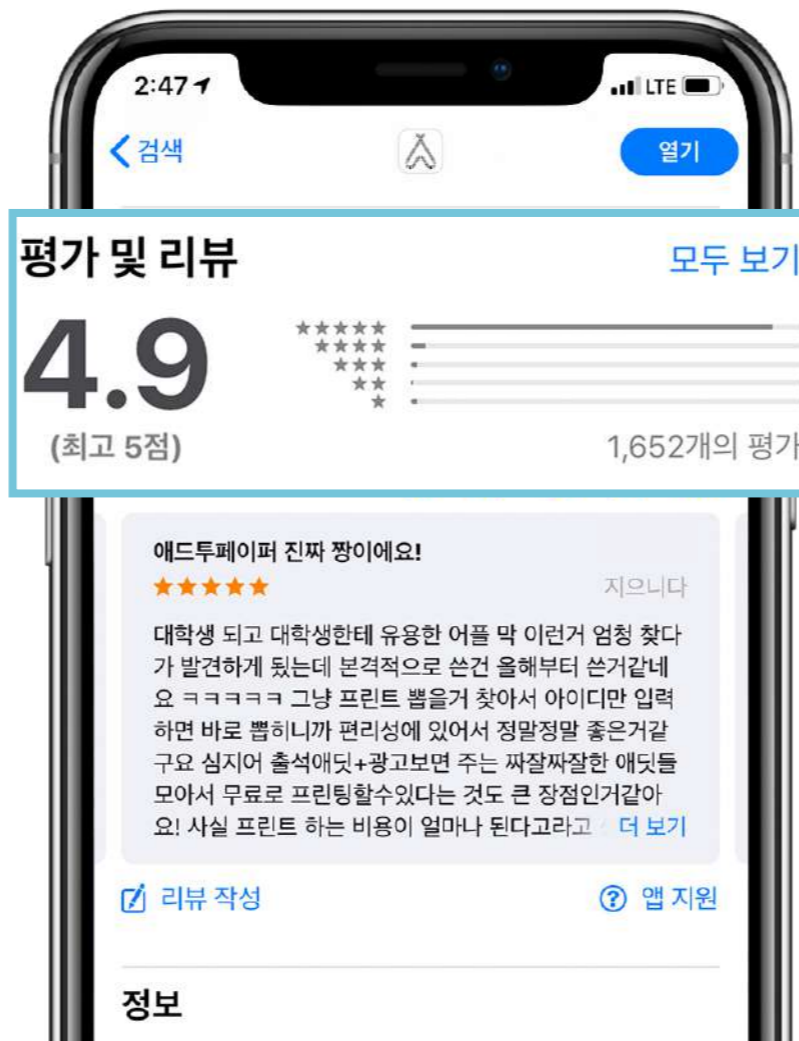 2:47
LTE
검색
열기
평가 및 리뷰
모두 보기
4.9
★★★★★
★★★★
★★★
★★
★
(최고 5점)
1,652개의 평가
애드투페이퍼 진짜 짱이에요!
★★★★★
지으니다
대학생 되고 대학생한테 유용한 어플 막 이런거 엄청 찾다
가 발견하게 됬는데 본격적으로 쓴건 올해부터 쓴거같네
요 ㅋㅋㅋㅋㅋ 그냥 프린트 뽑을거 찾아서 아이디만 입력
하면 바로 뽑히니까 편리성에 있어서 정말정말 좋은거같
구요 심지어 출석애딧+광고보면 주는 짜잘짜잘한 애딧들
모아서 무료로 프린팅할수있다는 것도 큰 장점인거같아
요! 사실 프린트 하는 비용이 얼마나 된다고라고
더 보기
리뷰 작성
앱 지원
정보